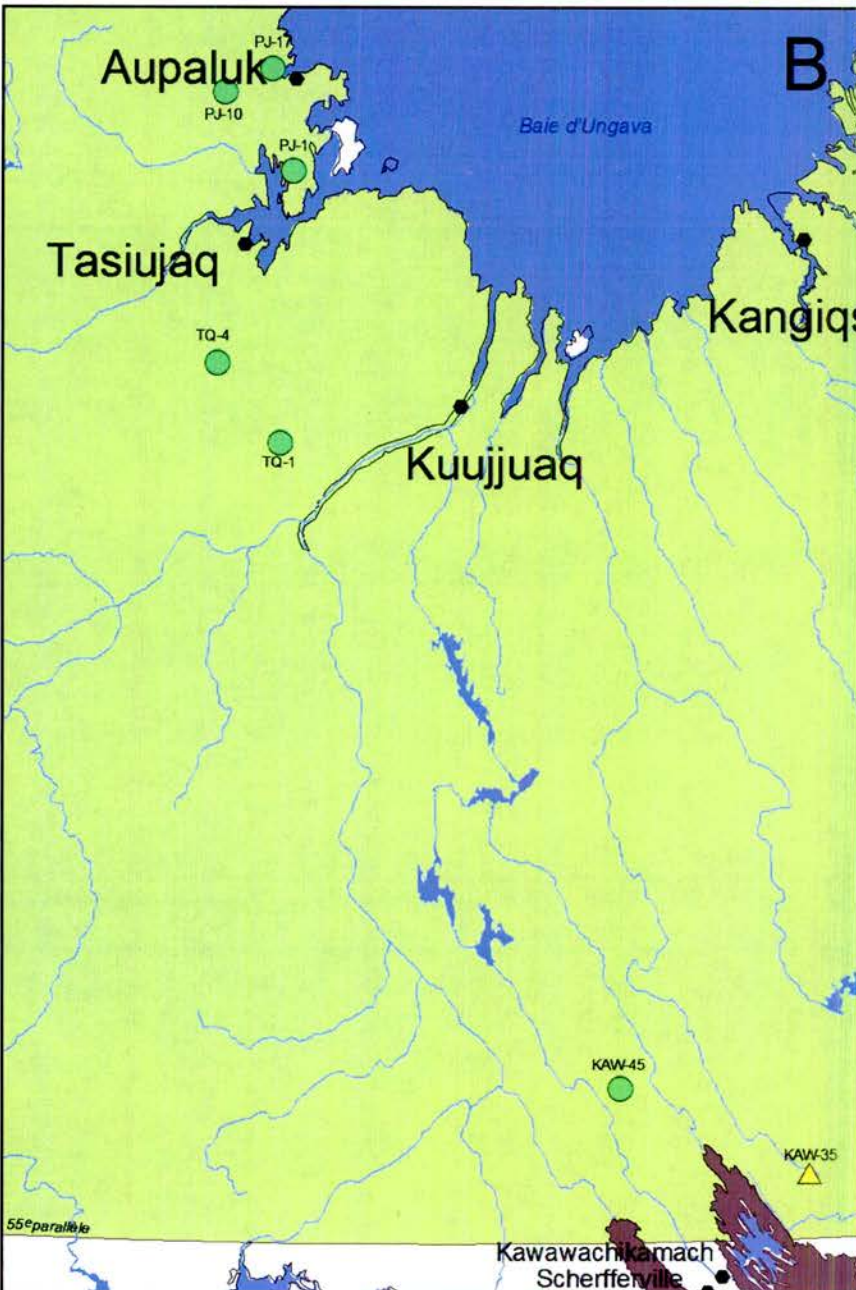 B
PJ-17
Aupaluk
PJ-10
Baie d'Ungava
PJ-1
Tasiujaq
Kangiqs
TQ-4
TQ-1
Kuujjuaq
KAW-45
KAW-35
55e parallèle
Kawawachikamach
Scherfferville